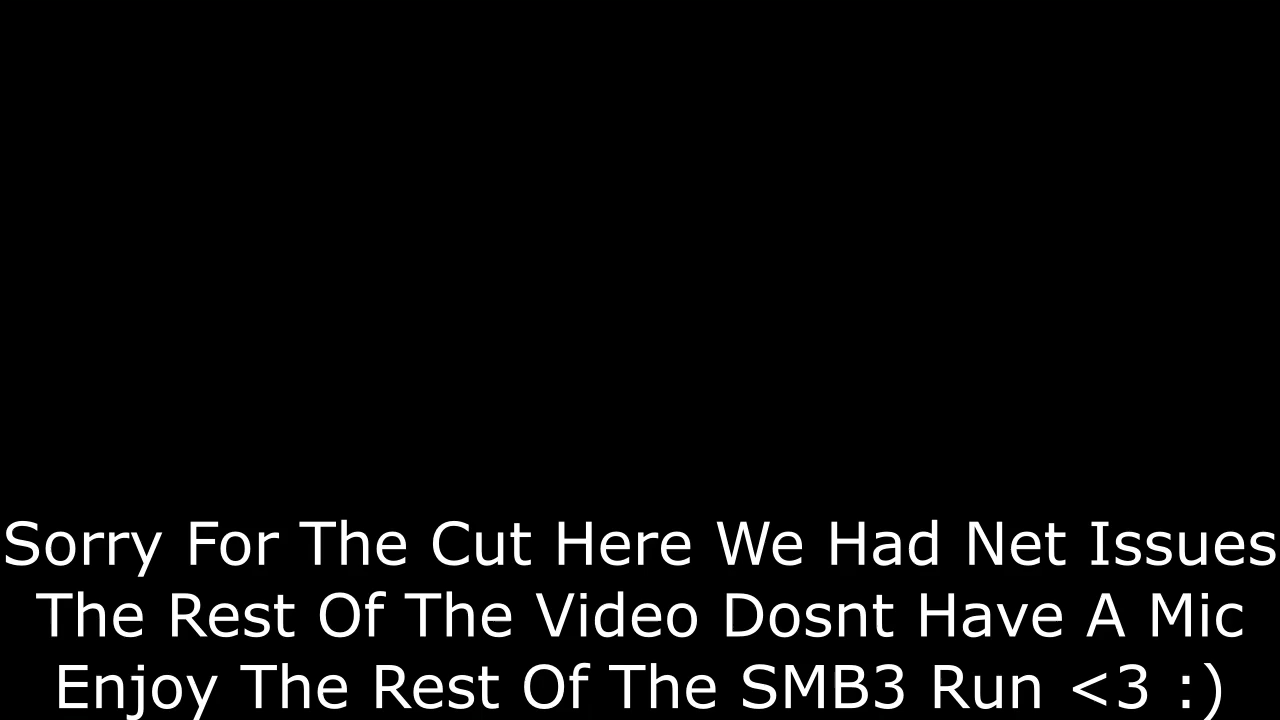 Sorry For The Cut Here We Had Net Issues
The Rest Of The Video Dosnt Have A Mic
Enjoy The Rest Of The SMB3 Run <3 :)